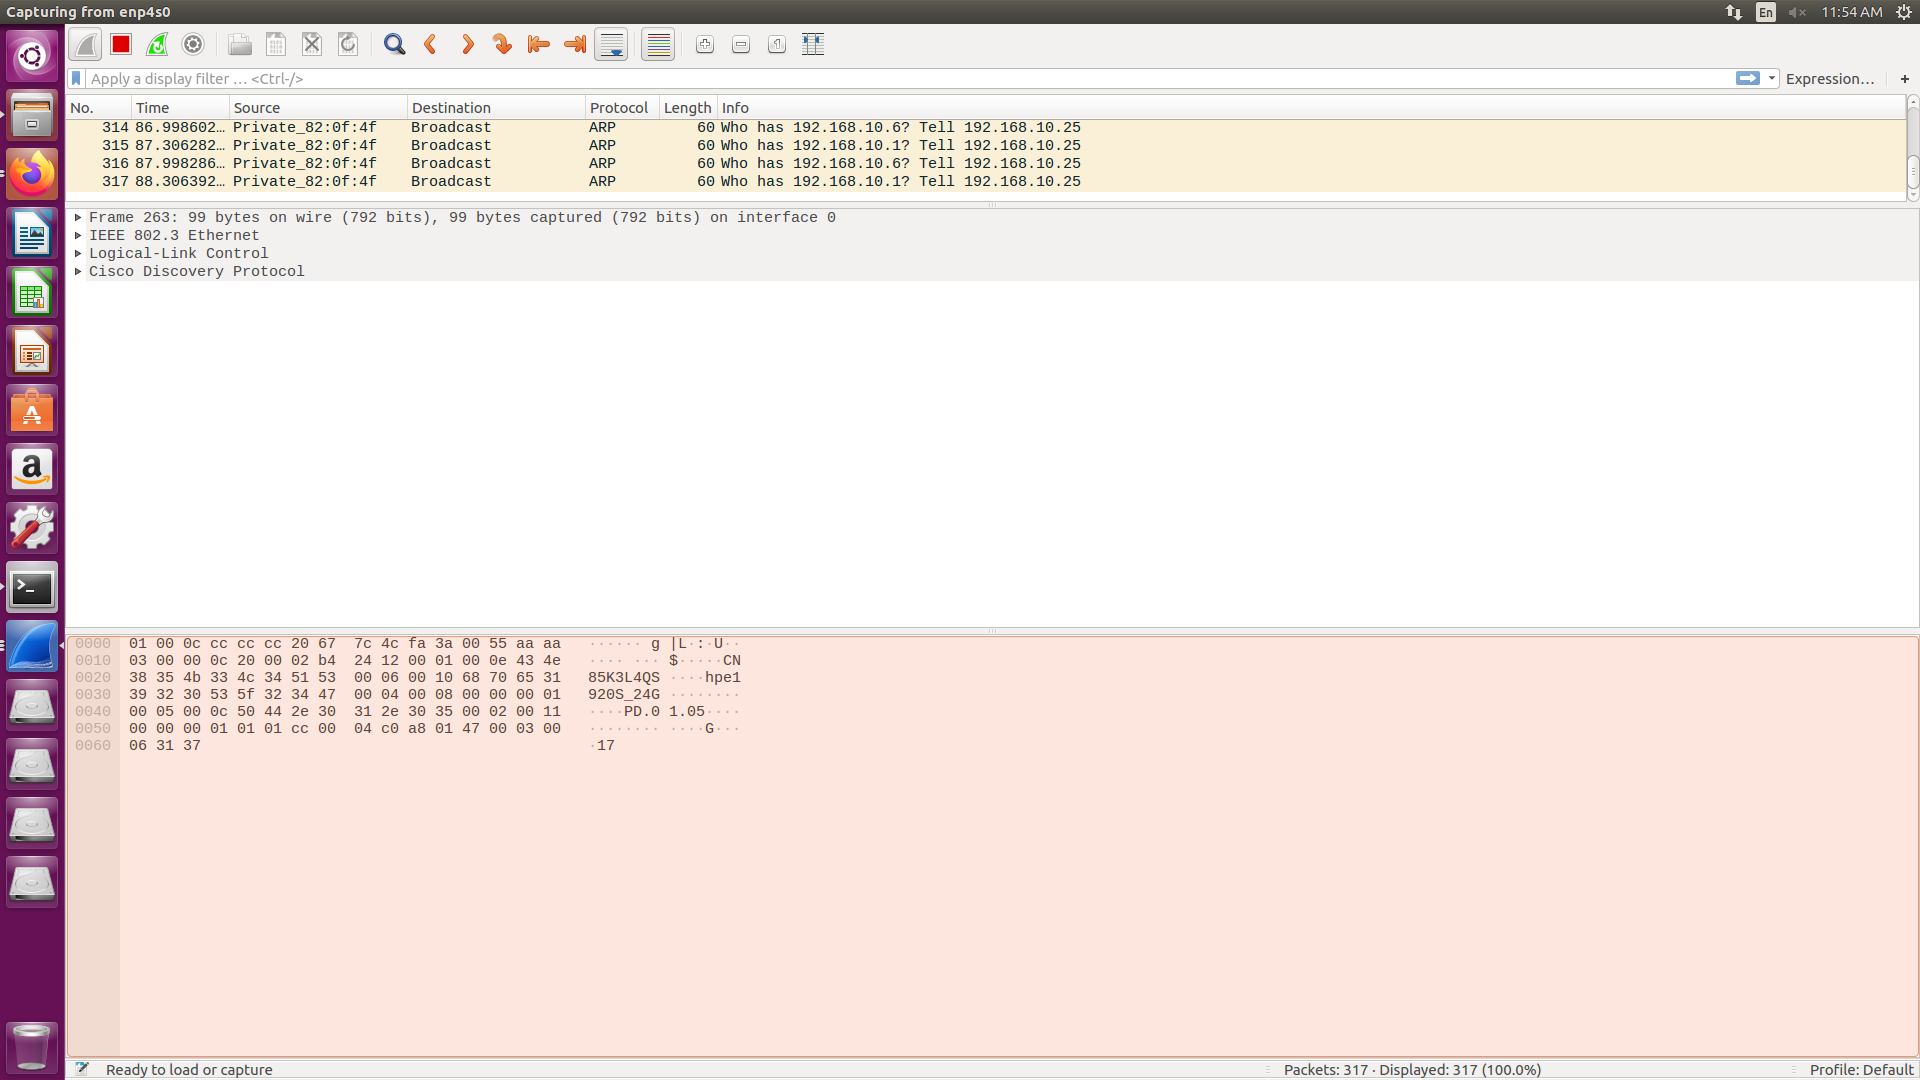 Capturing from enp4s0
En
11:54 AM
Apply a display filter … <Ctrl-/>
Expression…
+
No. Time Source Destination Protocol Length Info
314 86.998602… Private_82:0f:4f Broadcast ARP 60 Who has 192.168.10.6? Tell 192.168.10.25
315 87.306282… Private_82:0f:4f Broadcast ARP 60 Who has 192.168.10.1? Tell 192.168.10.25
316 87.998286… Private_82:0f:4f Broadcast ARP 60 Who has 192.168.10.6? Tell 192.168.10.25
317 88.306392… Private_82:0f:4f Broadcast ARP 60 Who has 192.168.10.1? Tell 192.168.10.25
Frame 263: 99 bytes on wire (792 bits), 99 bytes captured (792 bits) on interface 0
IEEE 802.3 Ethernet
Logical-Link Control
Cisco Discovery Protocol
0000 01 00 0c cc cc cc 20 67 7c 4c fa 3a 00 55 aa aa ······ g |L·:·U··
0010 03 00 00 0c 20 00 02 b4 24 12 00 01 00 0e 43 4e ···· ··· $·····CN
0020 38 35 4b 33 4c 34 51 53 00 06 00 10 68 70 65 31 85K3L4QS ····hpe1
0030 39 32 30 53 5f 32 34 47 00 04 00 08 00 00 00 01 920S_24G ········
0040 00 05 00 0c 50 44 2e 30 31 2e 30 35 00 02 00 11 ····PD.0 1.05····
0050 00 00 00 01 01 01 cc 00 04 c0 a8 01 47 00 03 00 ········ ····G···
0060 06 31 37 ·17
Ready to load or capture
Packets: 317 · Displayed: 317 (100.0%)
Profile: Default